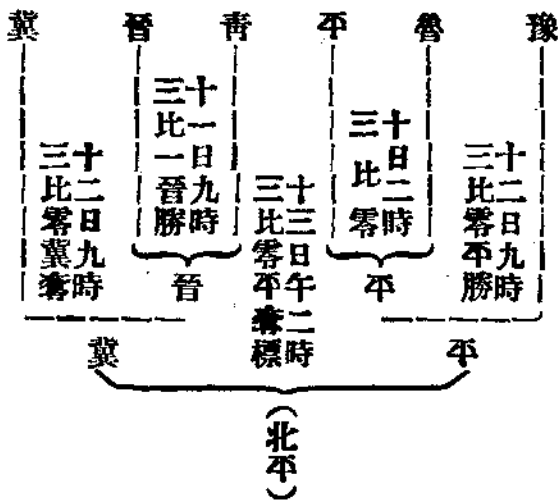 豫
魯
平
青
晉
冀
十二日九時
三比零平勝
十日二時
三比零
十三日午二時
三比零平奪標
十一日九時
三比一晉勝
十二日九時
三比零冀奪
平
晉
平
冀
（北平）